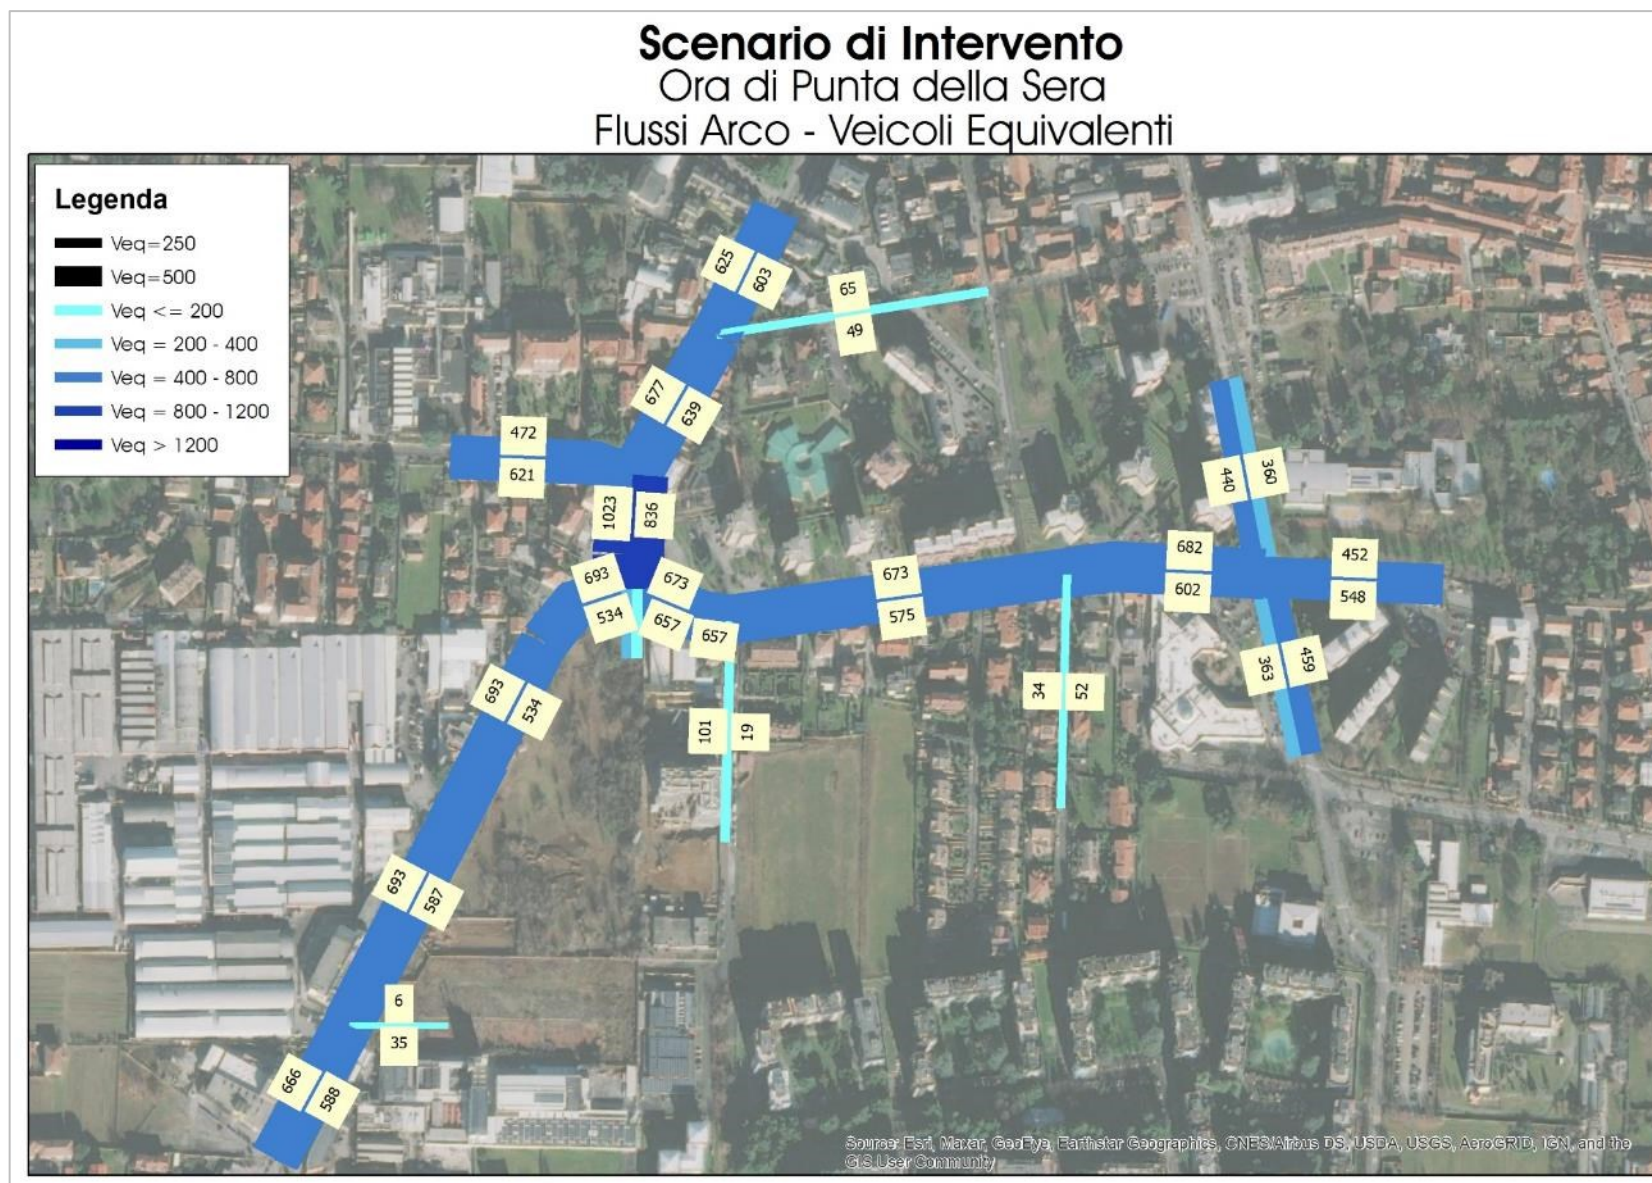 Scenario di Intervento
Ora di Punta della Sera
Flussi Arco - Veicoli Equivalenti
Legenda
Veq=250
Veq=500
Veq <= 200
Veq = 200 - 400
Veq = 400 - 800
Veq = 800 - 1200
Veq > 1200
625
603
65
49
677
639
472
621
1023
836
440
360
693
534
673
657
657
673
575
682
602
452
548
363
459
693
534
101
19
34
52
693
587
6
35
666
588
Source: Esri, Maxar, GeoEye, Earthstar Geographics, CNES/Airbus DS, USDA, USGS, AeroGRID, IGN, and the
GIS User Community